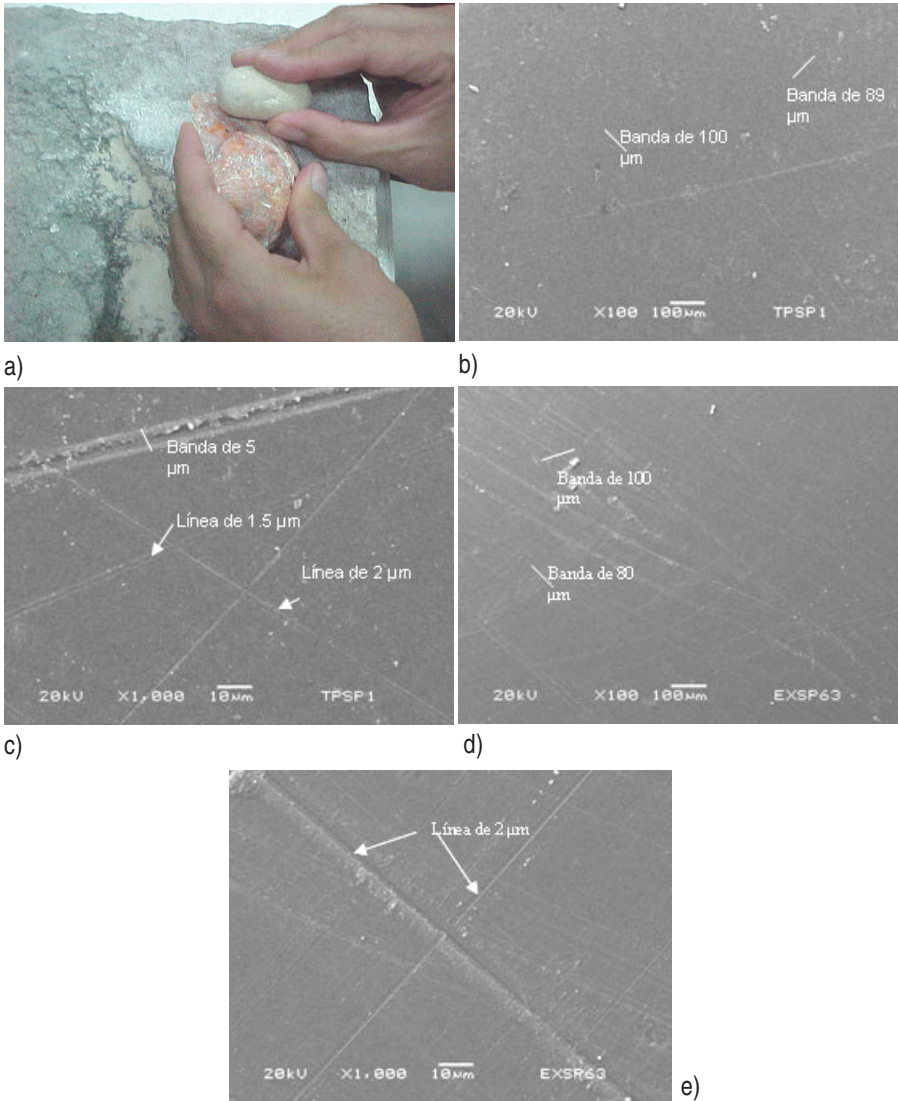 a)
Banda de 89
µm
Banda de 100
µm
20kV X100 100µm TPSP1
b)
Banda de 5
µm
Línea de 1.5 µm
Línea de 2 µm
20kV X1,000 10µm TPSP1
c)
Banda de 100
µm
Banda de 80
µm
20kV X100 100µm EXSP63
d)
Línea de 2 µm
20kV X1,000 10µm EXSP63
e)